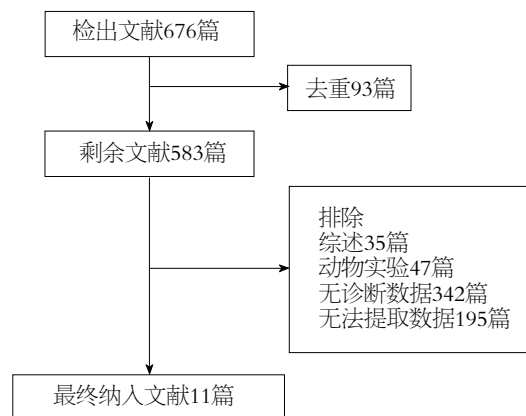 检出文献676篇
去重93篇
剩余文献583篇
排除
综述35篇
动物实验47篇
无诊断数据342篇
无法提取数据195篇
最终纳入文献11篇